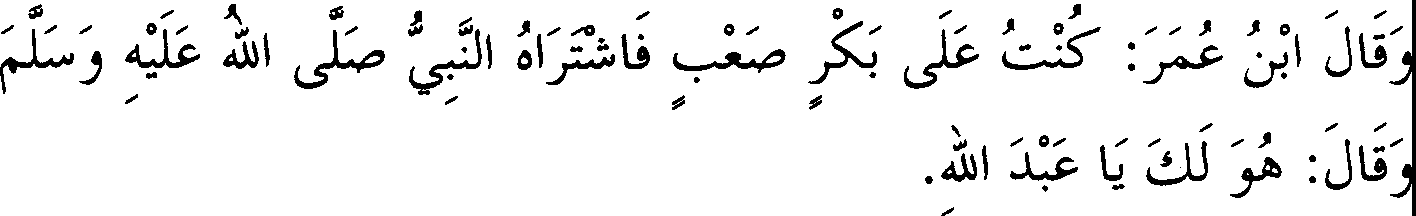 وَقَالَ ابْنُ عُمَرَ: كُنْتُ عَلَى بَكْرٍ صَعْبٍ فَاشْتَرَاهُ النَّبِيُّ صَلَّى اللهُ عَلَيْهِ وَسَلَّمَ
وَقَالَ: هُوَ لَكَ يَا عَبْدَ اللهِ.